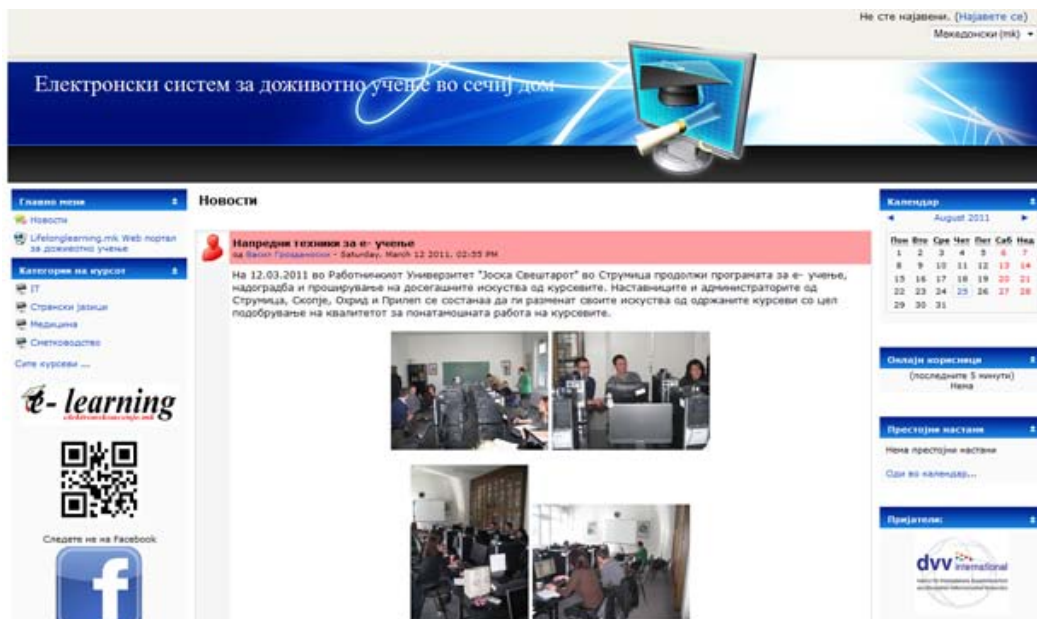 Не сте најавени. (Најавете се)
Македонски (mk)
Електронски систем за доживотно учење во сечиј дом
Главно мени
Новости
Lifelonglearning.mk Web портал
за доживотно учење
Категории на курсот
IT
Странски јазици
Медицина
Сметководство
Сите курсеви ...
e- learning
Следете не на Facebook
Новости
Напредни техники за е- учење
од Васил Грозданоски - Saturday, March 12 2011, 02:55 PM
На 12.03.2011 во Работничкиот Универзитет "Јоска Свештарот" во Струмица продолжи програмата за е- учење,
надоградба и проширување на досегашните искуства од курсевите. Наставниците и администраторите од
Струмица, Скопје, Охрид и Прилеп се состанаа да ги разменат своите искуства од одржаните курсеви со цел
подобрување на квалитетот за понатамошната работа на курсевите.
Календар
August 2011
Пон Вто Сре Чет Пет Саб Нед
1 2 3 4 5 6 7
8 9 10 11 12 13 14
15 16 17 18 19 20 21
22 23 24 25 26 27 28
29 30 31
Онлајн корисници
(последните 5 минути)
Нема
Престојни настани
Нема престојни настани
Оди во календар...
Пријатели:
dvv international